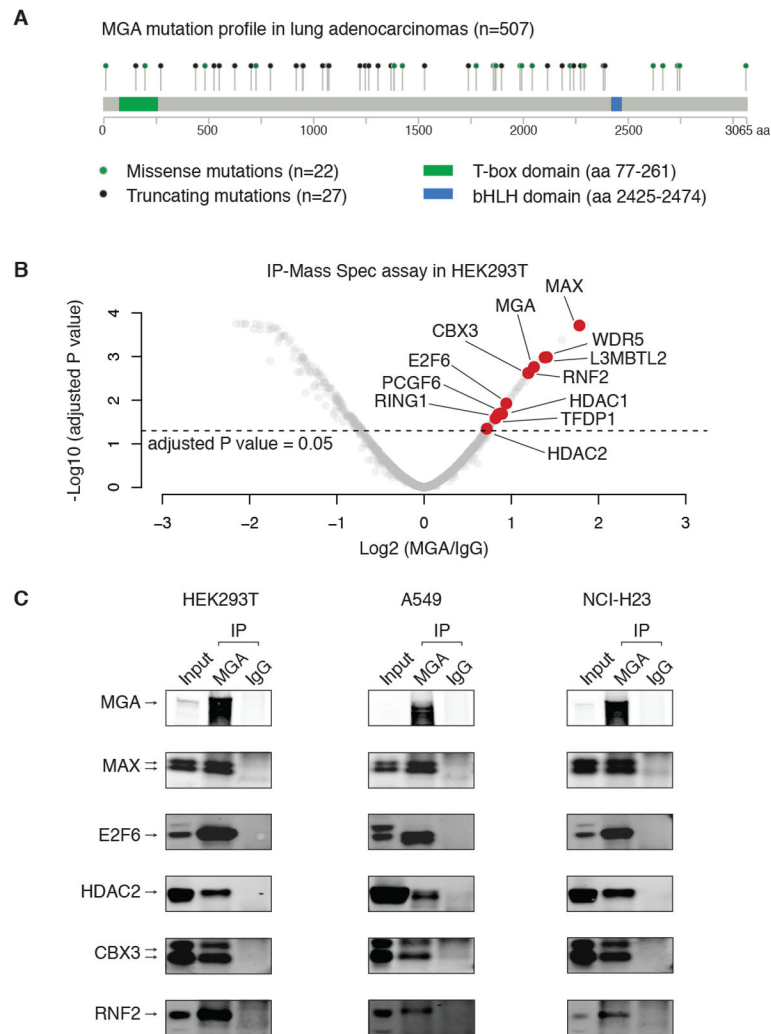 A
MGA mutation profile in lung adenocarcinomas (n=507)
0 500 1000 1500 2000 2500 3065 aa
Missense mutations (n=22)
T-box domain (aa 77-261)
Truncating mutations (n=27)
bHLH domain (aa 2425-2474)
B
IP-Mass Spec assay in HEK293T
MAX
MGA
WDR5
CBX3
L3MBTL2
E2F6
RNF2
PCGF6
HDAC1
RING1
TFDP1
adjusted P value = 0.05
HDAC2
-Log10 (adjusted P value)
4
3
2
1
0
−3 −2 −1 0 1 2 3
Log2 (MGA/IgG)
C
HEK293T A549 NCI-H23
IP IP IP
Input MGA IgG Input MGA IgG Input MGA IgG
MGA →
MAX →
E2F6 →
HDAC2 →
CBX3 →
RNF2 →